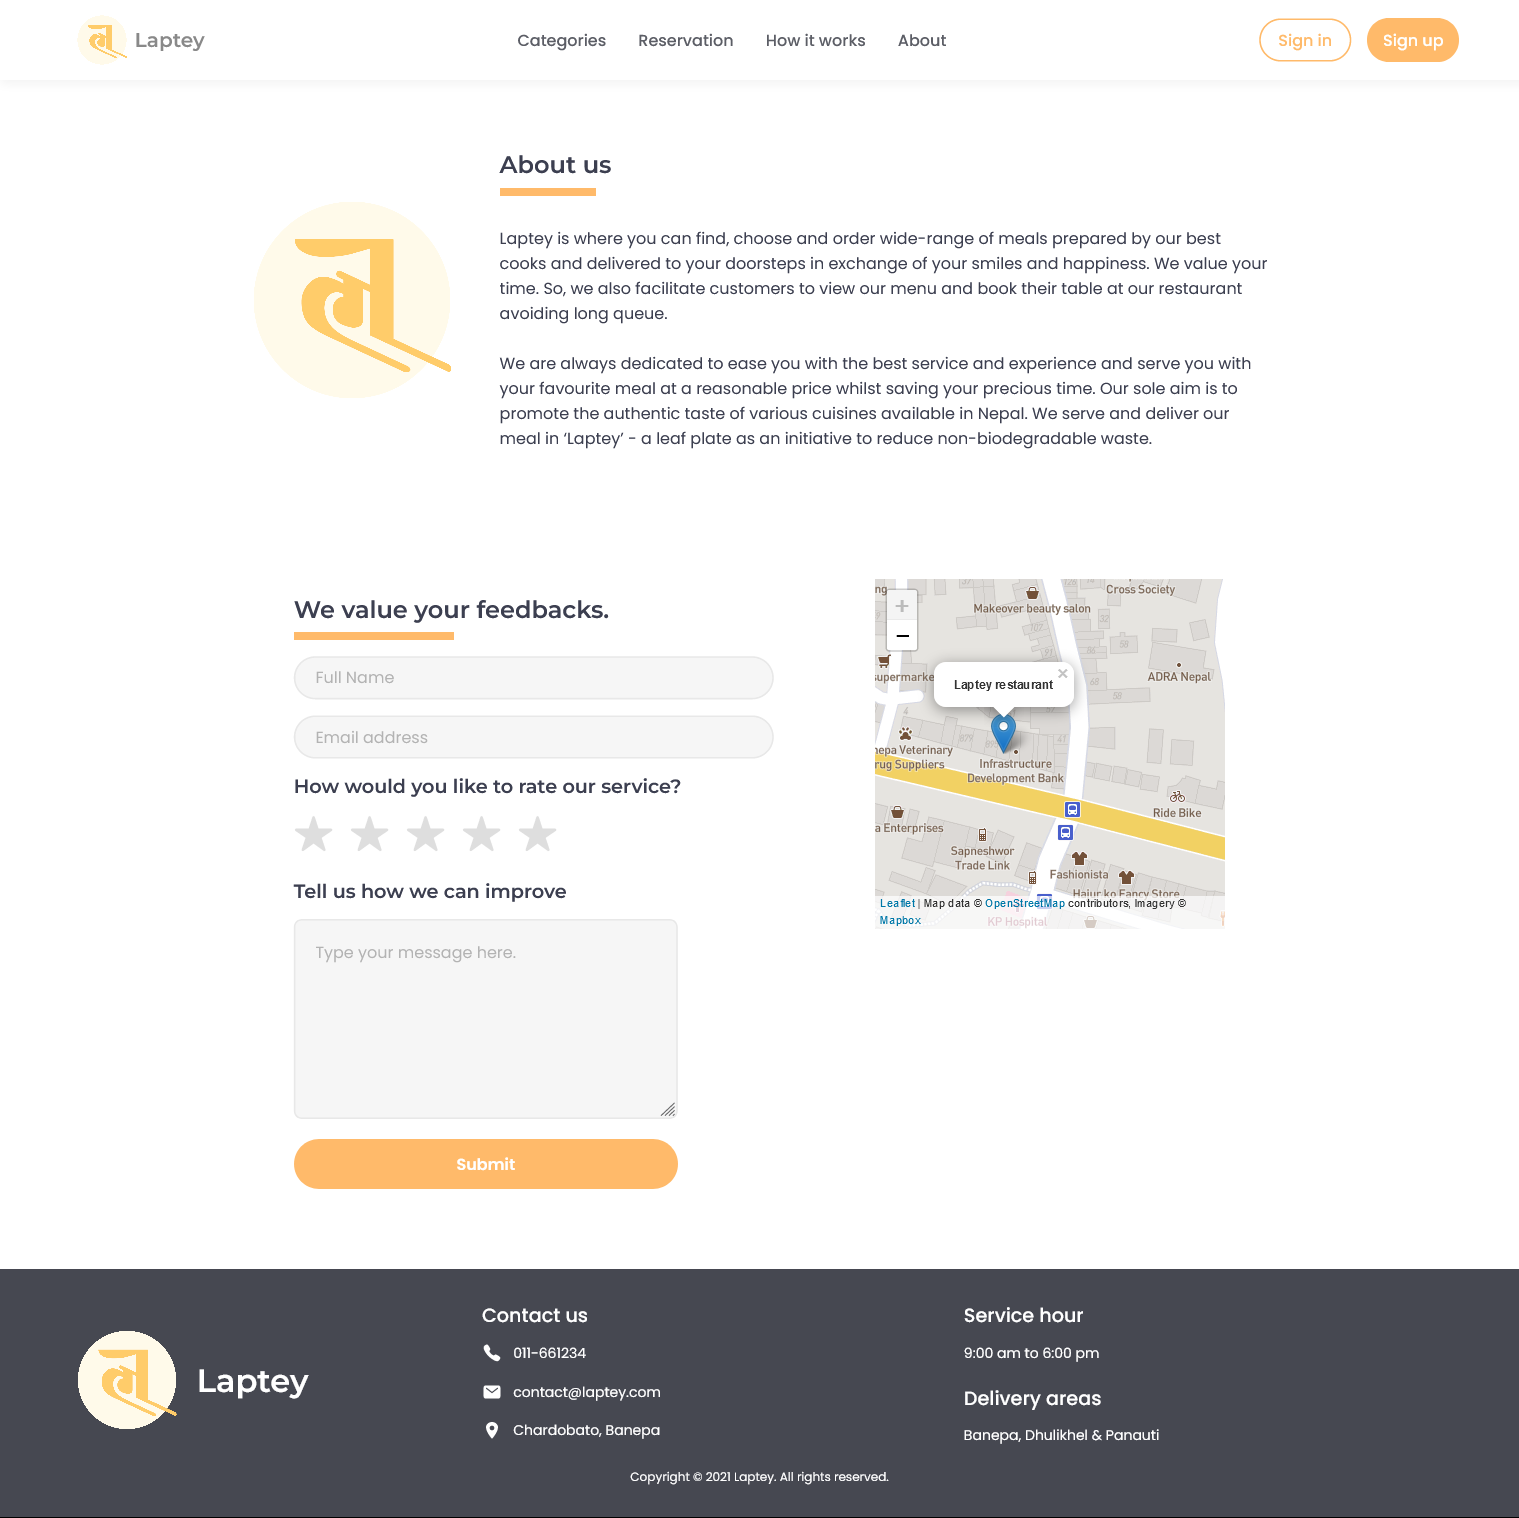 ल
Laptey
Categories
Reservation
How it works
About
Sign in
Sign up
About us
ल
Laptey is where you can find, choose and order wide-range of meals prepared by our best
cooks and delivered to your doorsteps in exchange of your smiles and happiness. We value your
time. So, we also facilitate customers to view our menu and book their table at our restaurant
avoiding long queue.
We are always dedicated to ease you with the best service and experience and serve you with
your favourite meal at a reasonable price whilst saving your precious time. Our sole aim is to
promote the authentic taste of various cuisines available in Nepal. We serve and deliver our
meal in ‘Laptey’ - a leaf plate as an initiative to reduce non-biodegradable waste.
We value your feedbacks.
Full Name
Email address
How would you like to rate our service?
Tell us how we can improve
Type your message here.
Submit
+
−
Cross Society
Makeover beauty salon
107
132
56
58
91
86
68
58
55
ADRA Nepal
Laptey restaurant
×
4
879
Infrastructure
Development Bank
Ride Bike
a Enterprises
Sapneshwor
Trade Link
Fashionista
Hajur ko Fancy Store
KP Hospital
Leaflet | Map data © OpenStreetMap contributors, Imagery ©
Mapbox
ल
Laptey
Contact us
011-661234
contact@laptey.com
Chardobato, Banepa
Service hour
9:00 am to 6:00 pm
Delivery areas
Banepa, Dhulikhel & Panauti
Copyright © 2021 Laptey. All rights reserved.